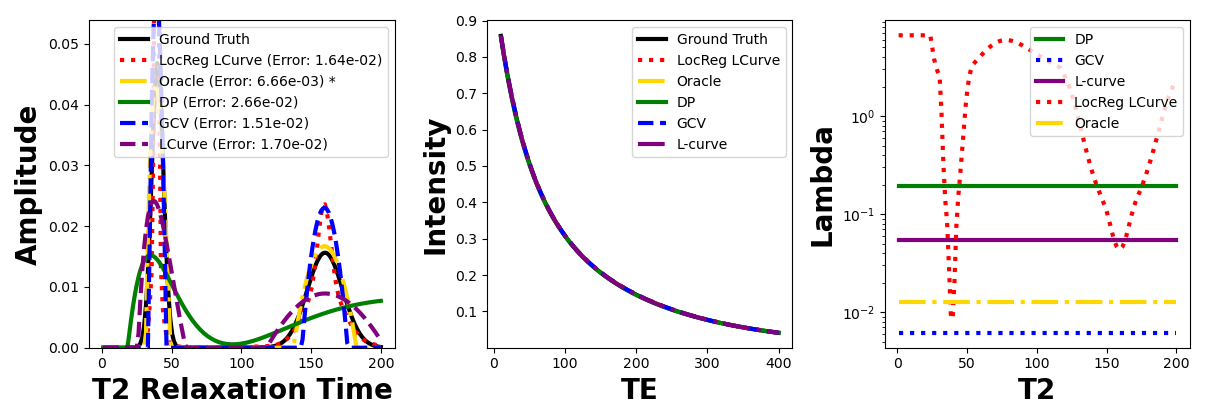 Amplitude
0.05
0.04
0.03
0.02
0.01
0.00
Ground Truth
LocReg LCurve (Error: 1.64e-02)
Oracle (Error: 6.66e-03) *
DP (Error: 2.66e-02)
GCV (Error: 1.51e-02)
LCurve (Error: 1.70e-02)
0 50 100 150 200
T2 Relaxation Time
Intensity
0.9
0.8
0.7
0.6
0.5
0.4
0.3
0.2
0.1
Ground Truth
LocReg LCurve
Oracle
DP
GCV
L-curve
0 100 200 300 400
TE
Lambda
10⁰
10⁻¹
10⁻²
DP
GCV
L-curve
LocReg LCurve
Oracle
0 50 100 150 200
T2